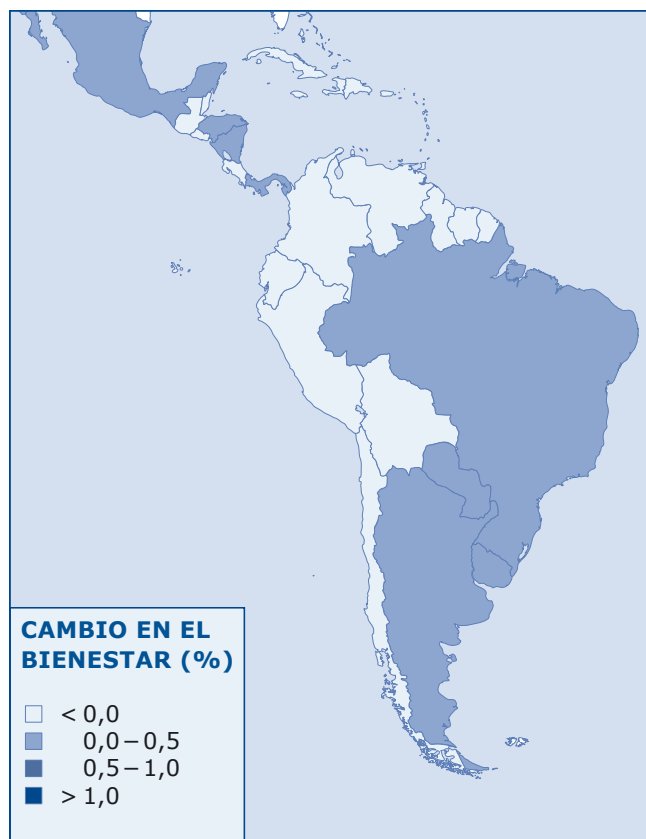 CAMBIO EN EL
BIENESTAR (%)
< 0,0
0,0 – 0,5
0,5 – 1,0
> 1,0